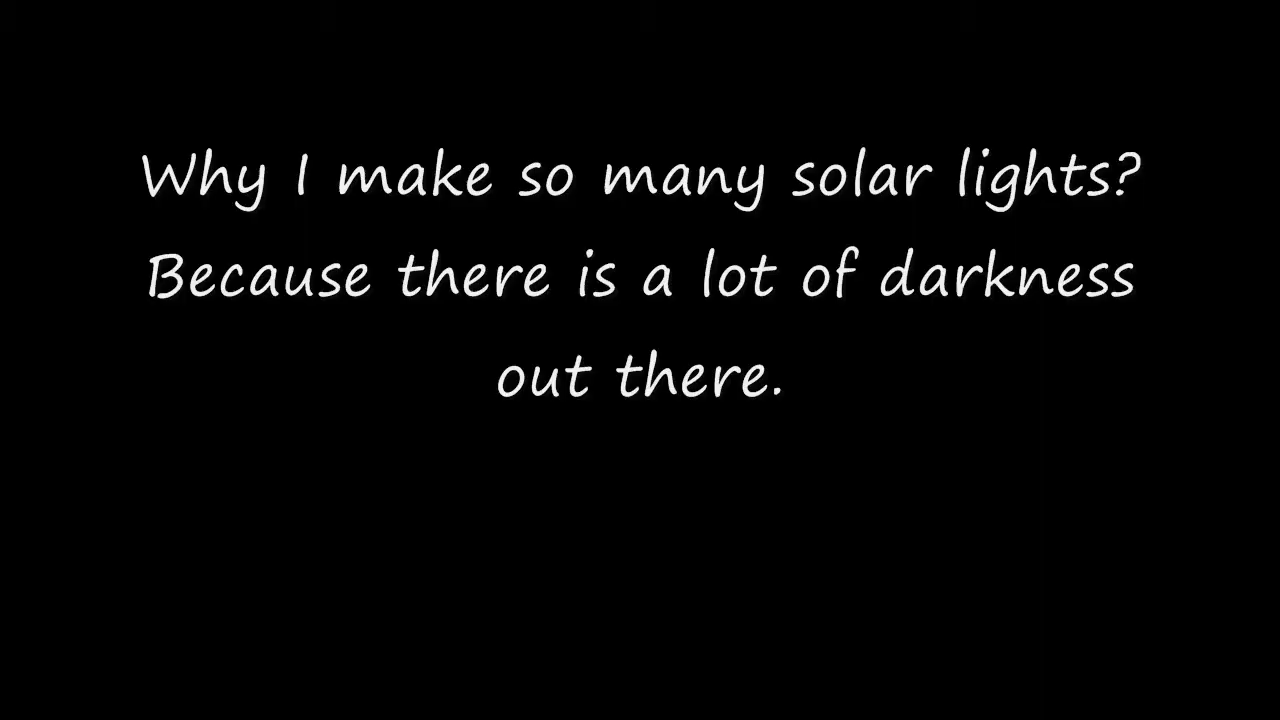 Why I make so many solar lights?
Because there is a lot of darkness
out there.